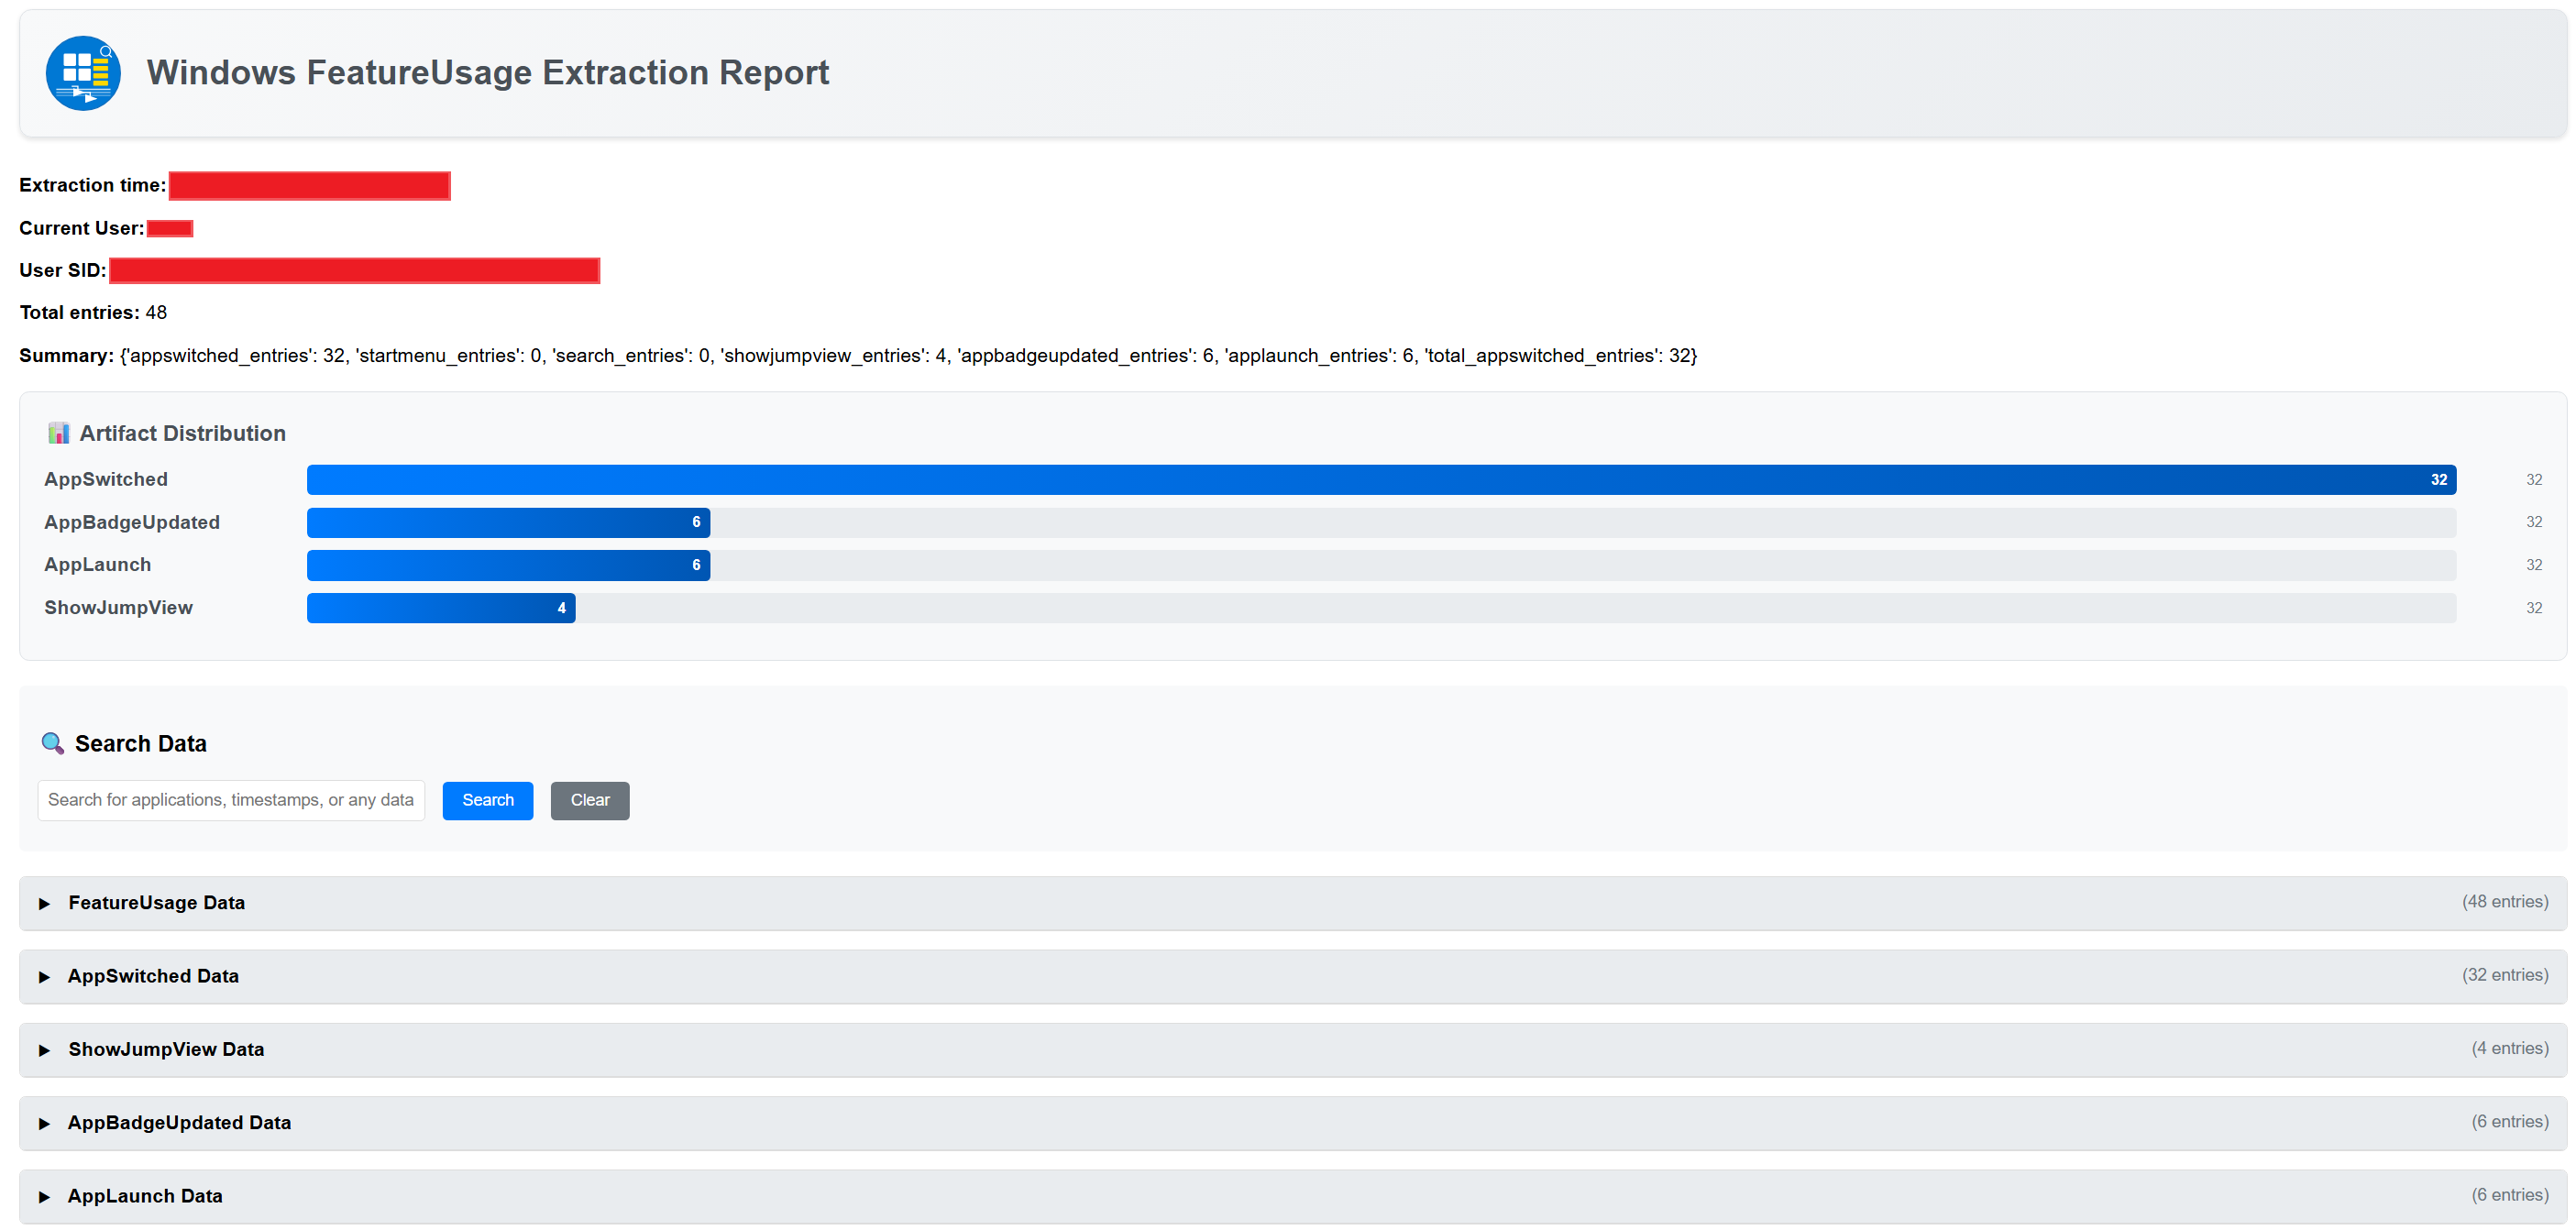 Windows FeatureUsage Extraction Report
Extraction time:
Current User:
User SID:
Total entries: 48
Summary: {'appswitched_entries': 32, 'startmenu_entries': 0, 'search_entries': 0, 'showjumpview_entries': 4, 'appbadgeupdated_entries': 6, 'applaunch_entries': 6, 'total_appswitched_entries': 32}
Artifact Distribution
AppSwitched 32 32
AppBadgeUpdated 6 32
AppLaunch 6 32
ShowJumpView 4 32
Search Data
Search for applications, timestamps, or any data Search Clear
FeatureUsage Data (48 entries)
AppSwitched Data (32 entries)
ShowJumpView Data (4 entries)
AppBadgeUpdated Data (6 entries)
AppLaunch Data (6 entries)